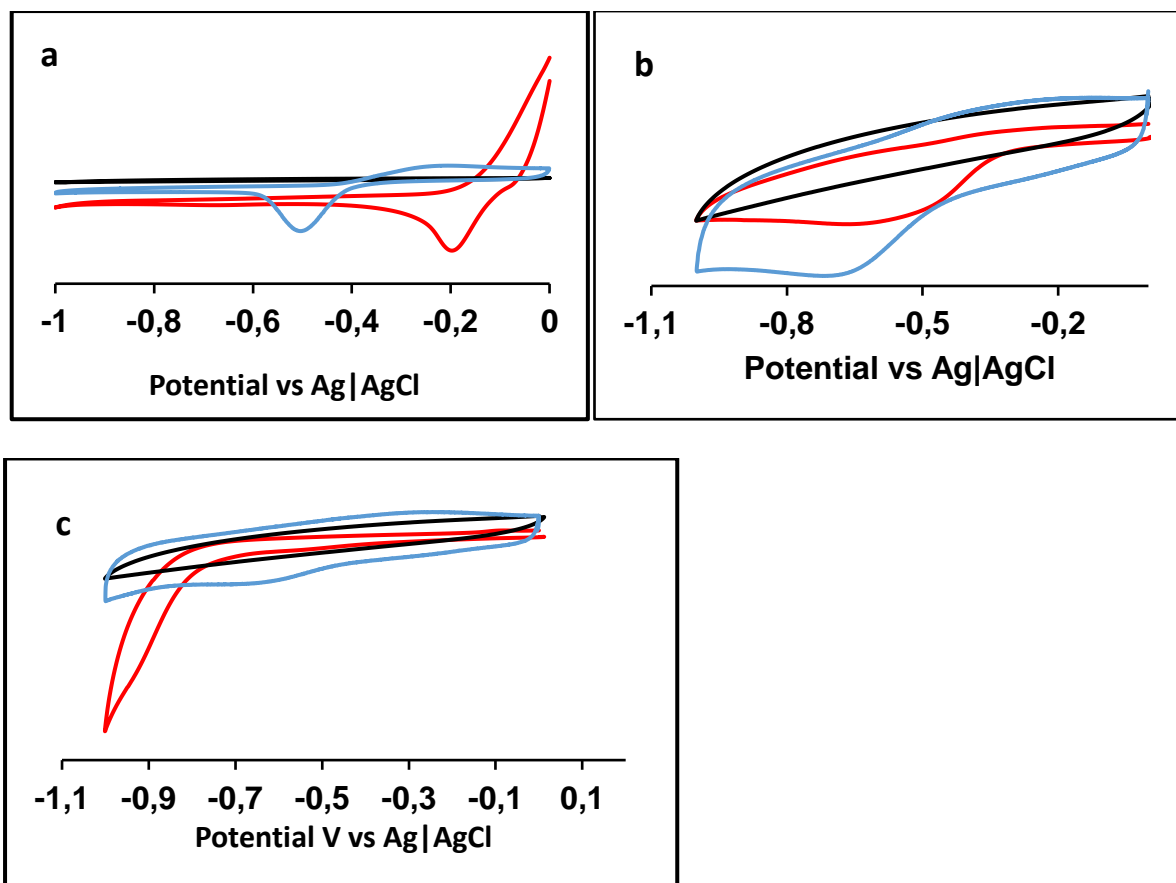 a
-1 -0,8 -0,6 -0,4 -0,2 0
Potential vs Ag|AgCl
b
-1,1 -0,8 -0,5 -0,2
Potential vs Ag|AgCl
c
-1,1 -0,9 -0,7 -0,5 -0,3 -0,1 0,1
Potential V vs Ag|AgCl